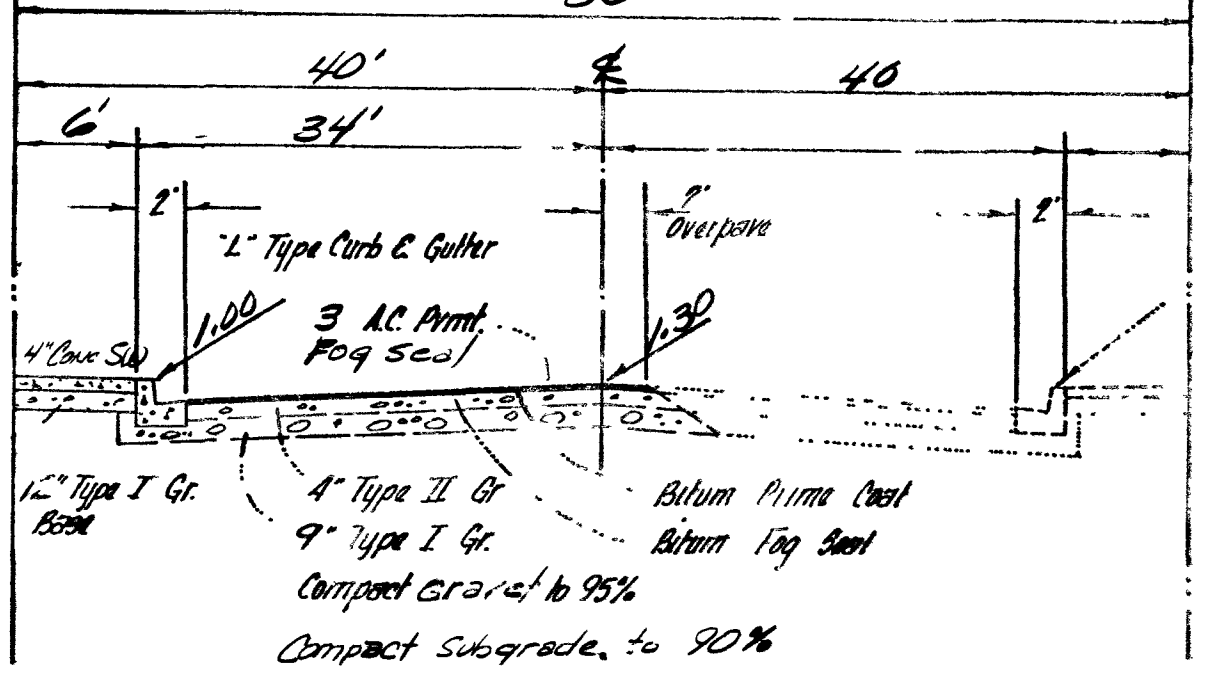 40'
℄
40
6'
34'
2'
Overpave
2'
"L" Type Curb & Gutter
1.00
3 A.C. Pvmt.
Fog Seal
1.30
4" Conc SW
12" Type I Gr.
Base
4" Type II Gr
Bitum Prime Coat
9" Type I Gr.
Bitum Fog Seal
Compact Gravel to 95%
Compact Subgrade. to 90%